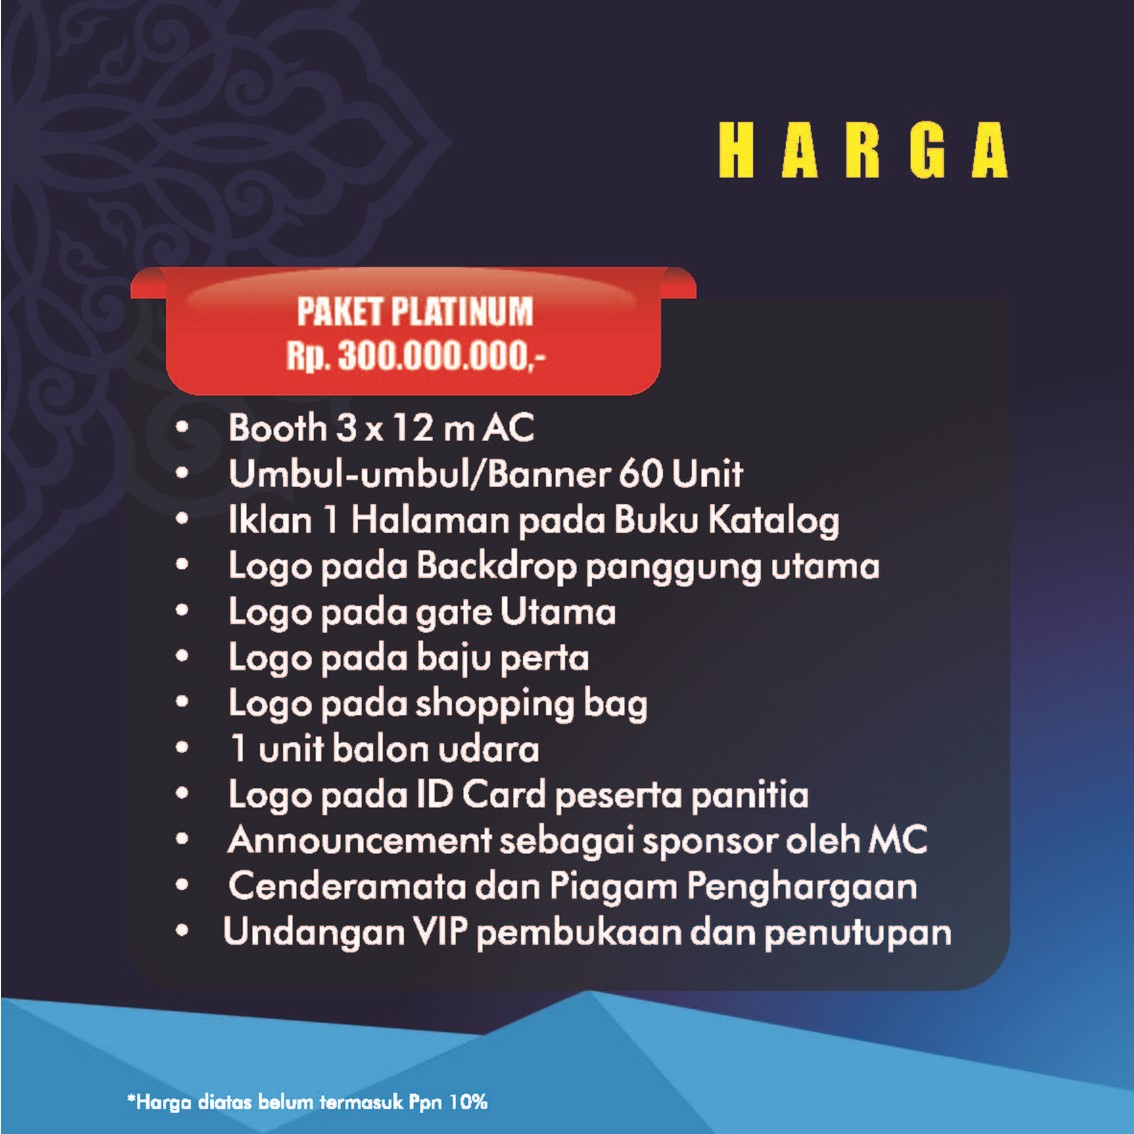 HARGA
PAKET PLATINUM
Rp. 300.000.000,-
• Booth 3 x 12 m AC
• Umbul-umbul/Banner 60 Unit
• Iklan 1 Halaman pada Buku Katalog
• Logo pada Backdrop panggung utama
• Logo pada gate Utama
• Logo pada baju perta
• Logo pada shopping bag
• 1 unit balon udara
• Logo pada ID Card peserta panitia
• Announcement sebagai sponsor oleh MC
• Cenderamata dan Piagam Penghargaan
• Undangan VIP pembukaan dan penutupan
*Harga diatas belum termasuk Ppn 10%